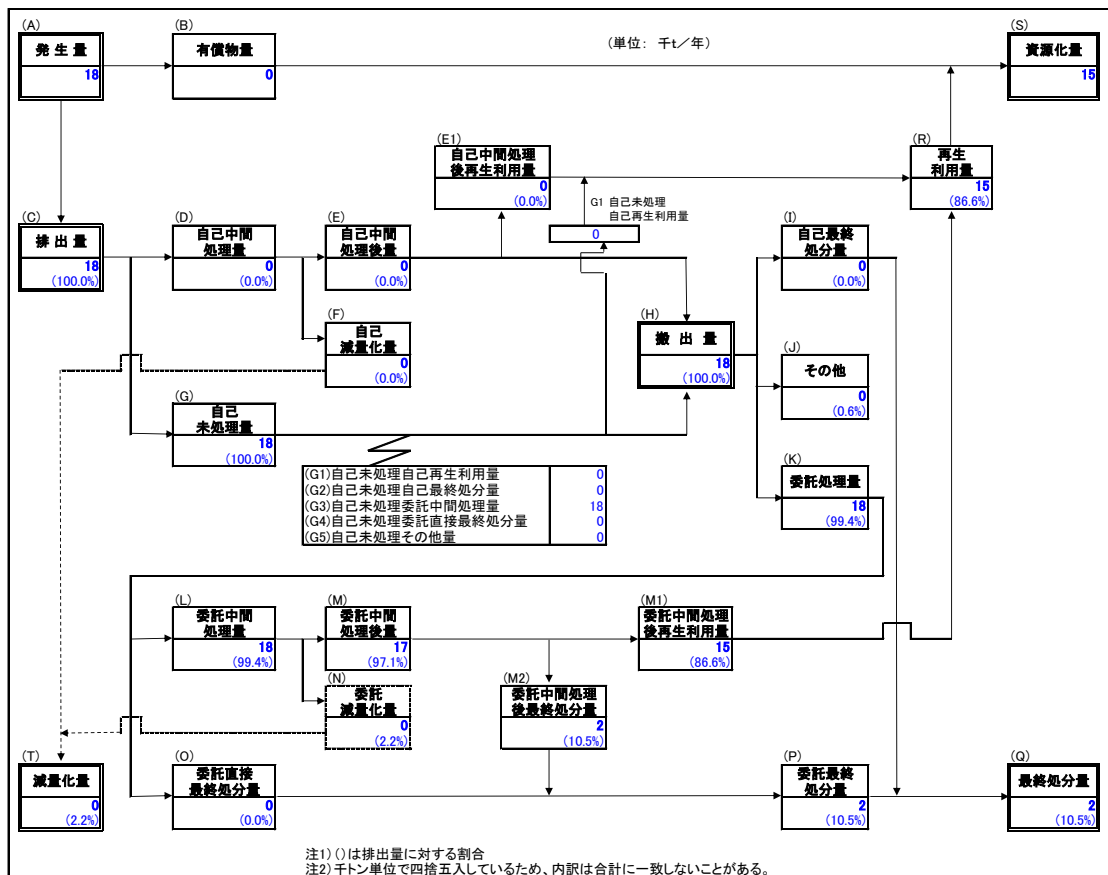 (A)
発 生 量
18
(B)
有償物量
0
(単位： 千t／年)
(S)
資源化量
15
(E1)
自己中間処理
後再生利用量
0
(0.0%)
G1 自己未処理
自己再生利用量
0
(R)
再生
利用量
15
(86.6%)
(C)
排 出 量
18
(100.0%)
(D)
自己中間
処理量
0
(0.0%)
(E)
自己中間
処理後量
0
(0.0%)
(I)
自己最終
処分量
0
(0.0%)
(F)
自己
減量化量
0
(0.0%)
(H)
搬 出 量
18
(100.0%)
(J)
その他
0
(0.6%)
(G)
自己
未処理量
18
(100.0%)
(G1)自己未処理自己再生利用量 0
(G2)自己未処理自己最終処分量 0
(G3)自己未処理委託中間処理量 18
(G4)自己未処理委託直接最終処分量 0
(G5)自己未処理その他量 0
(K)
委託処理量
18
(99.4%)
(L)
委託中間
処理量
18
(99.4%)
(M)
委託中間
処理後量
17
(97.1%)
(M1)
委託中間処理
後再生利用量
15
(86.6%)
(N)
委託
減量化量
0
(2.2%)
(M2)
委託中間処理
後最終処分量
2
(10.5%)
(T)
減量化量
0
(2.2%)
(O)
委託直接
最終処分量
0
(0.0%)
(P)
委託最終
処分量
2
(10.5%)
(Q)
最終処分量
2
(10.5%)
注1)()は排出量に対する割合
注2)千トン単位で四捨五入しているため、内訳は合計に一致しないことがある。